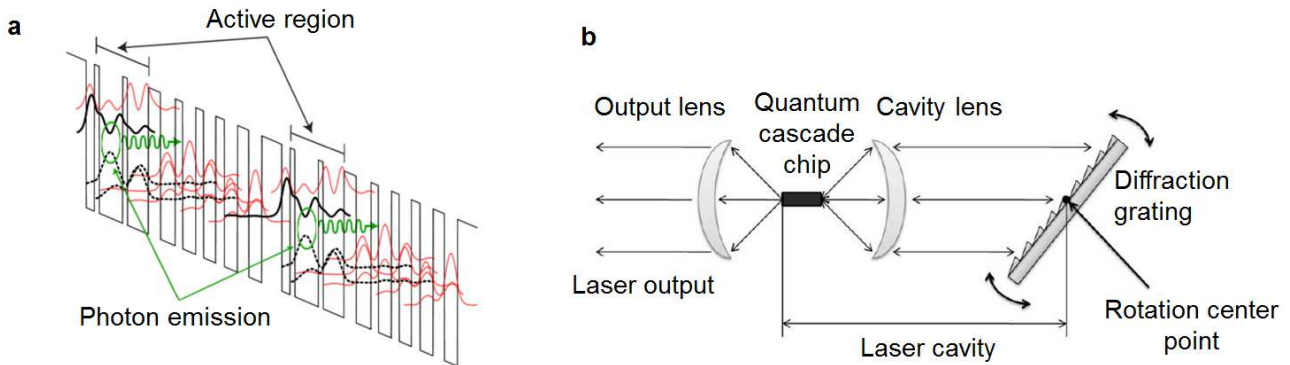 a
Active region
Photon emission
b
Output lens
Quantum
cascade
chip
Cavity lens
Diffraction
grating
Laser output
Rotation center
point
Laser cavity